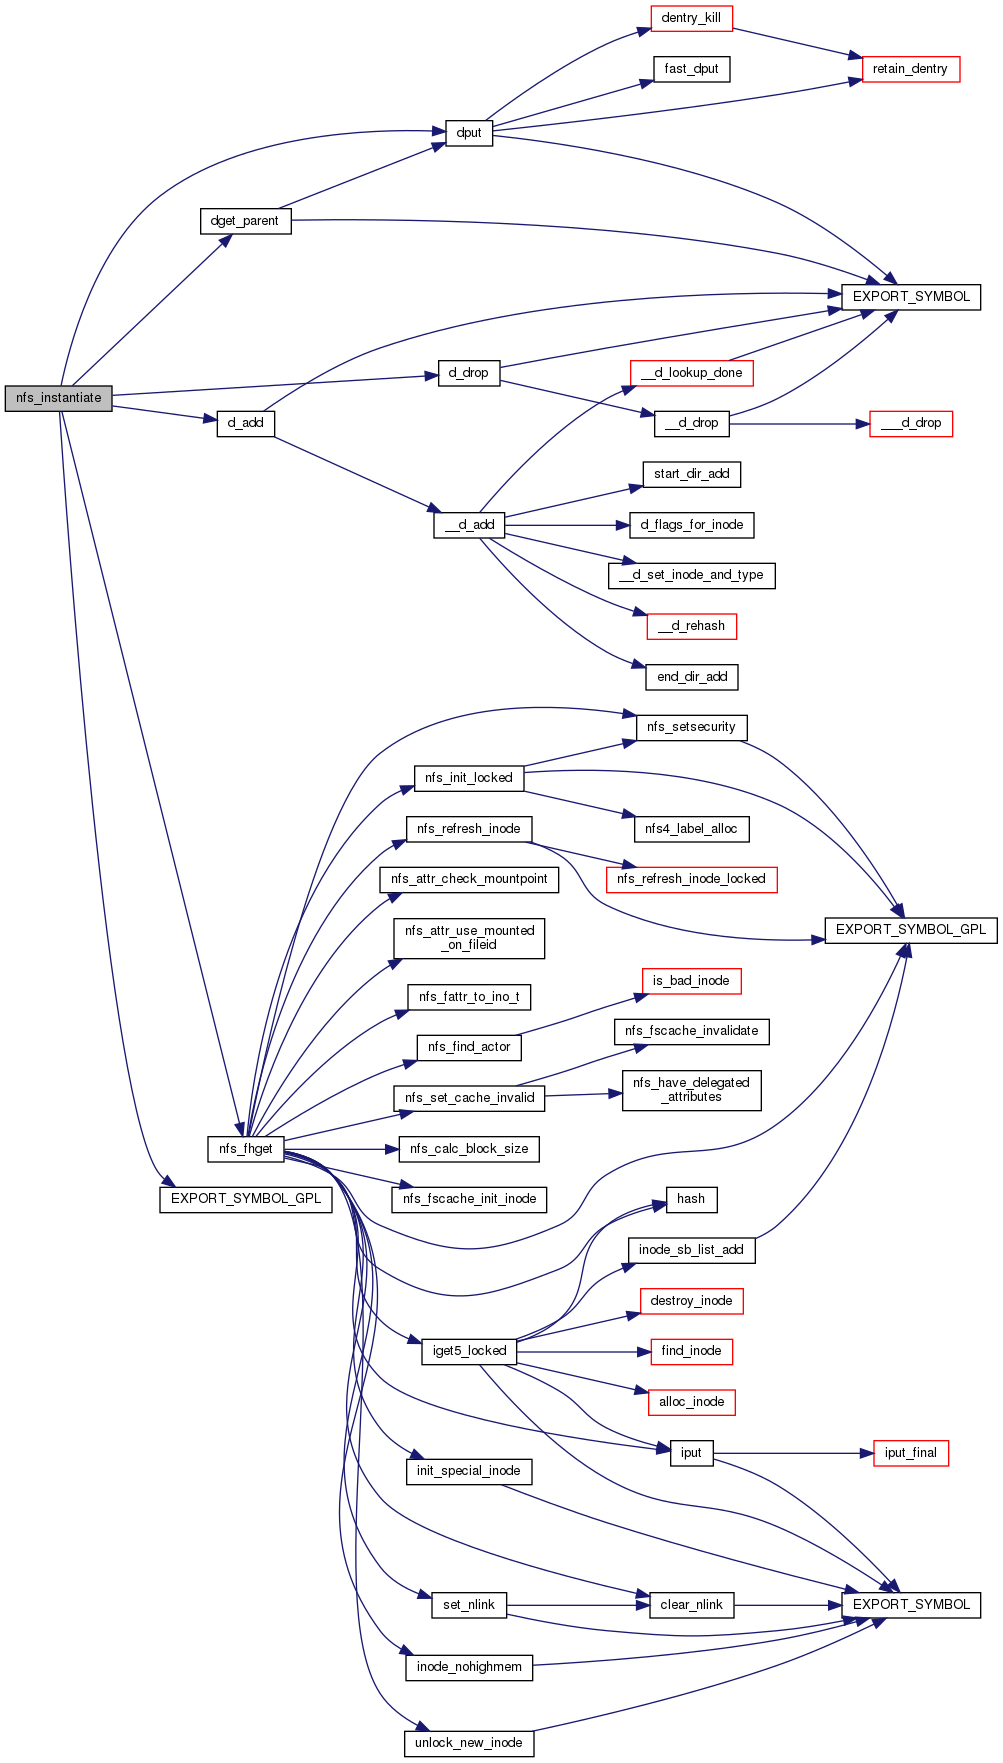 dentry_kill
fast_dput
retain_dentry
dput
dget_parent
EXPORT_SYMBOL
d_drop
__d_lookup_done
nfs_instantiate
d_add
__d_drop
___d_drop
start_dir_add
__d_add
d_flags_for_inode
__d_set_inode_and_type
__d_rehash
end_dir_add
nfs_setsecurity
nfs_init_locked
nfs_refresh_inode
nfs4_label_alloc
nfs_attr_check_mountpoint
nfs_refresh_inode_locked
nfs_attr_use_mounted
_on_fileid
EXPORT_SYMBOL_GPL
is_bad_inode
nfs_fattr_to_ino_t
nfs_fscache_invalidate
nfs_find_actor
nfs_have_delegated
_attributes
nfs_set_cache_invalid
nfs_fhget
nfs_calc_block_size
EXPORT_SYMBOL_GPL
nfs_fscache_init_inode
hash
inode_sb_list_add
destroy_inode
iget5_locked
find_inode
alloc_inode
iput
iput_final
init_special_inode
set_nlink
clear_nlink
EXPORT_SYMBOL
inode_nohighmem
unlock_new_inode